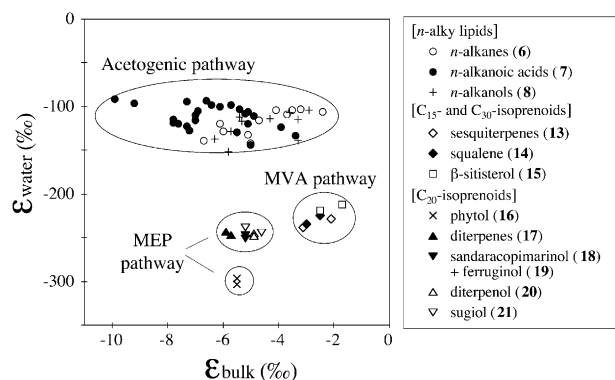 0
-100
-200
-300
εwater (‰)
Acetogenic pathway
MVA pathway
MEP
pathway
-10 -8 -6 -4 -2 0
εbulk (‰)
[n-alky lipids]
n-alkanes (6)
n-alkanoic acids (7)
n-alkanols (8)
[C15- and C30-isoprenoids]
sesquiterpenes (13)
squalene (14)
β-sitisterol (15)
[C20-isoprenoids]
phytol (16)
diterpenes (17)
sandaracopimarinol (18)
+ ferruginol (19)
diterpenol (20)
sugiol (21)